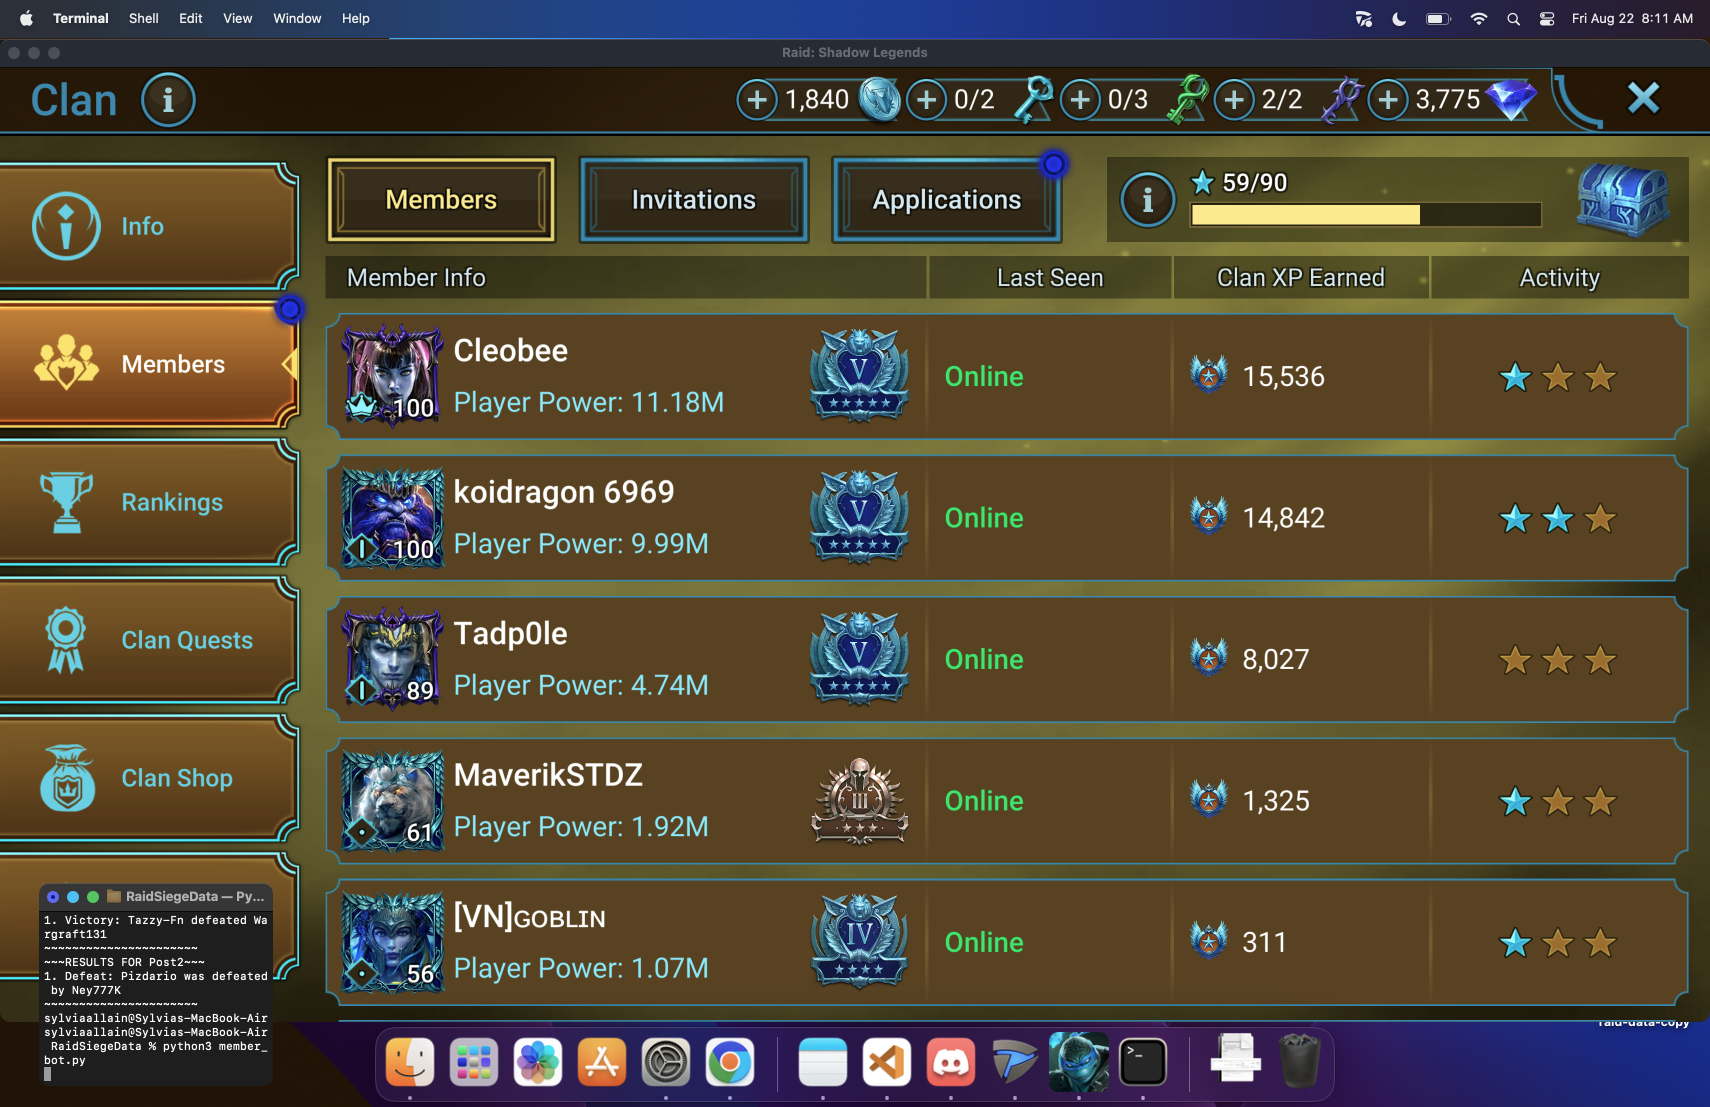 Terminal Shell Edit View Window Help
Fri Aug 22 8:11 AM
Raid: Shadow Legends
Clan
1,840
0/2
0/3
2/2
3,775
Info
Members
Rankings
Clan Quests
Clan Shop
Members
Invitations
Applications
59/90
Member Info
Last Seen
Clan XP Earned
Activity
Cleobee
100
Player Power: 11.18M
V
Online
15,536
koidragon 6969
100
Player Power: 9.99M
V
Online
14,842
Tadp0le
89
Player Power: 4.74M
V
Online
8,027
MaverikSTDZ
61
Player Power: 1.92M
III
Online
1,325
[VN]GOBLIN
56
Player Power: 1.07M
IV
Online
311
RaidSiegeData — Py...
1. Victory: Tazzy-Fn defeated Wa
rgraft131
~~~~~~~~~~~~~~~~~~~~~~
~~~RESULTS FOR Post2~~~
1. Defeat: Pizdario was defeated
by Ney777K
~~~~~~~~~~~~~~~~~~~~~~
sylviaallain@Sylvias-MacBook-Air
sylviaallain@Sylvias-MacBook-Air
RaidSiegeData % python3 member_
bot.py
raid-data-copy